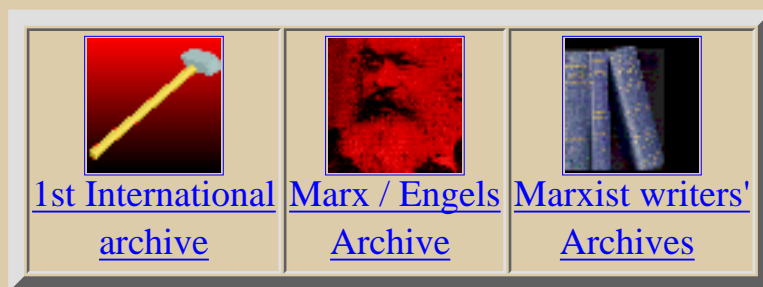 1st International
archive
Marx / Engels
Archive
Marxist writers'
Archives